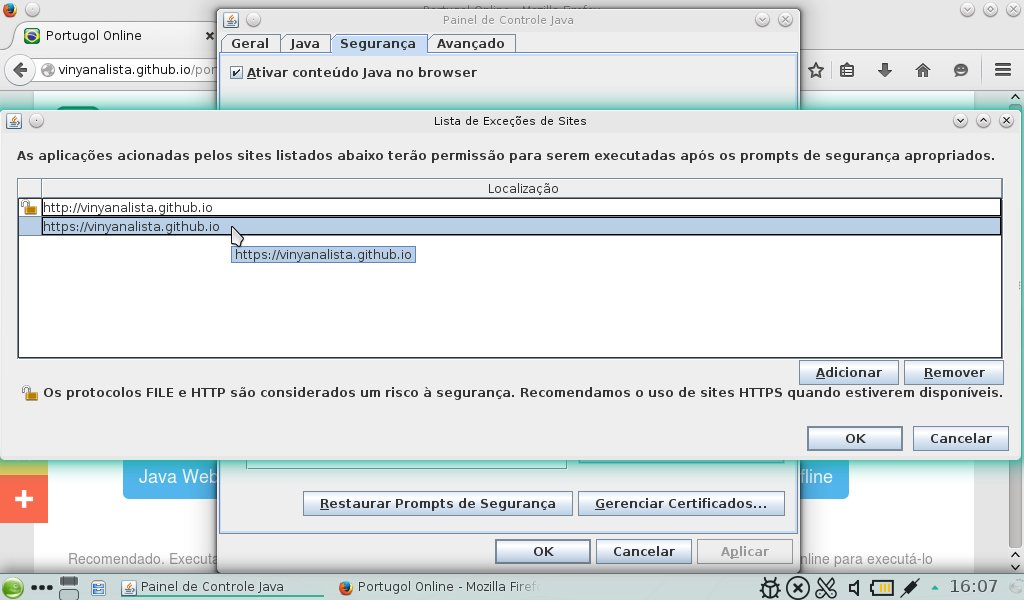 Portugol Online - Mozilla Firefox
Painel de Controle Java
Portugol Online
Geral Java Segurança Avançado
vinyanalista.github.io/por
Ativar conteúdo Java no browser
Lista de Exceções de Sites
As aplicações acionadas pelos sites listados abaixo terão permissão para serem executadas após os prompts de segurança apropriados.
Localização
http://vinyanalista.github.io
https://vinyanalista.github.io
https://vinyanalista.github.io
Adicionar Remover
Os protocolos FILE e HTTP são considerados um risco à segurança. Recomendamos o uso de sites HTTPS quando estiverem disponíveis.
OK Cancelar
Java Web
ffline
Restaurar Prompts de Segurança Gerenciar Certificados...
OK Cancelar Aplicar
Recomendado. Executa
nline para executá-lo
Painel de Controle Java Portugol Online - Mozilla Firef
16:07